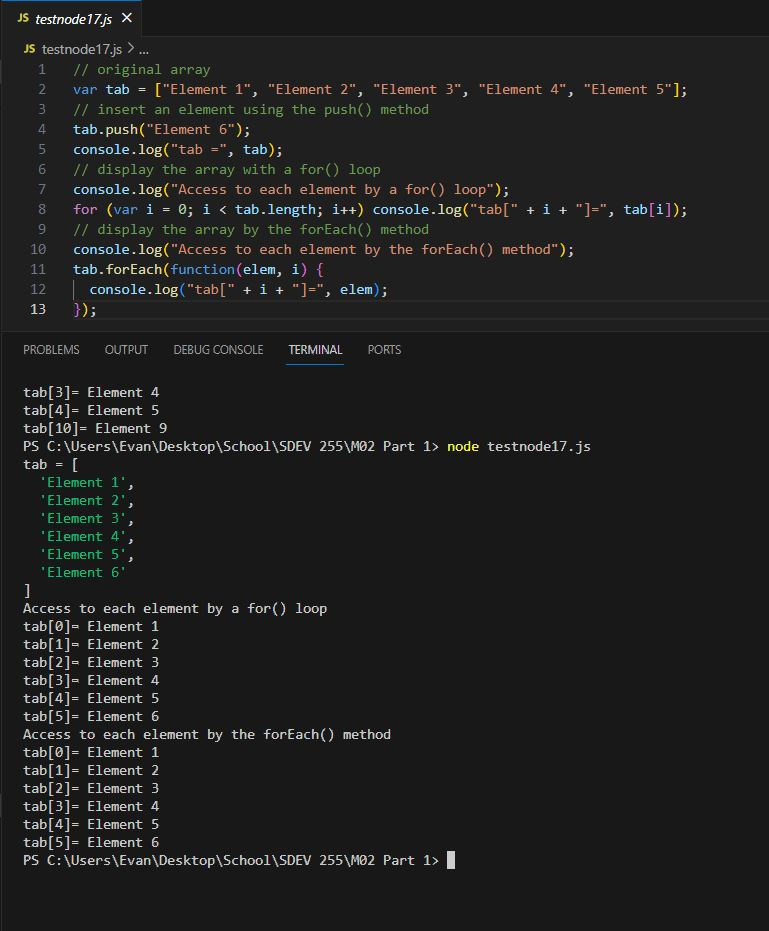 JS testnode17.js ×
JS testnode17.js > ...
1 // original array
2 var tab = ["Element 1", "Element 2", "Element 3", "Element 4", "Element 5"];
3 // insert an element using the push() method
4 tab.push("Element 6");
5 console.log("tab =", tab);
6 // display the array with a for() loop
7 console.log("Access to each element by a for() loop");
8 for (var i = 0; i < tab.length; i++) console.log("tab[" + i + "]=", tab[i]);
9 // display the array by the forEach() method
10 console.log("Access to each element by the forEach() method");
11 tab.forEach(function(elem, i) {
12   console.log("tab[" + i + "]=", elem);
13 });
PROBLEMS OUTPUT DEBUG CONSOLE TERMINAL PORTS
tab[3]= Element 4
tab[4]= Element 5
tab[10]= Element 9
PS C:\Users\Evan\Desktop\School\SDEV 255\M02 Part 1> node testnode17.js
tab = [
  'Element 1',
  'Element 2',
  'Element 3',
  'Element 4',
  'Element 5',
  'Element 6'
]
Access to each element by a for() loop
tab[0]= Element 1
tab[1]= Element 2
tab[2]= Element 3
tab[3]= Element 4
tab[4]= Element 5
tab[5]= Element 6
Access to each element by the forEach() method
tab[0]= Element 1
tab[1]= Element 2
tab[2]= Element 3
tab[3]= Element 4
tab[4]= Element 5
tab[5]= Element 6
PS C:\Users\Evan\Desktop\School\SDEV 255\M02 Part 1>